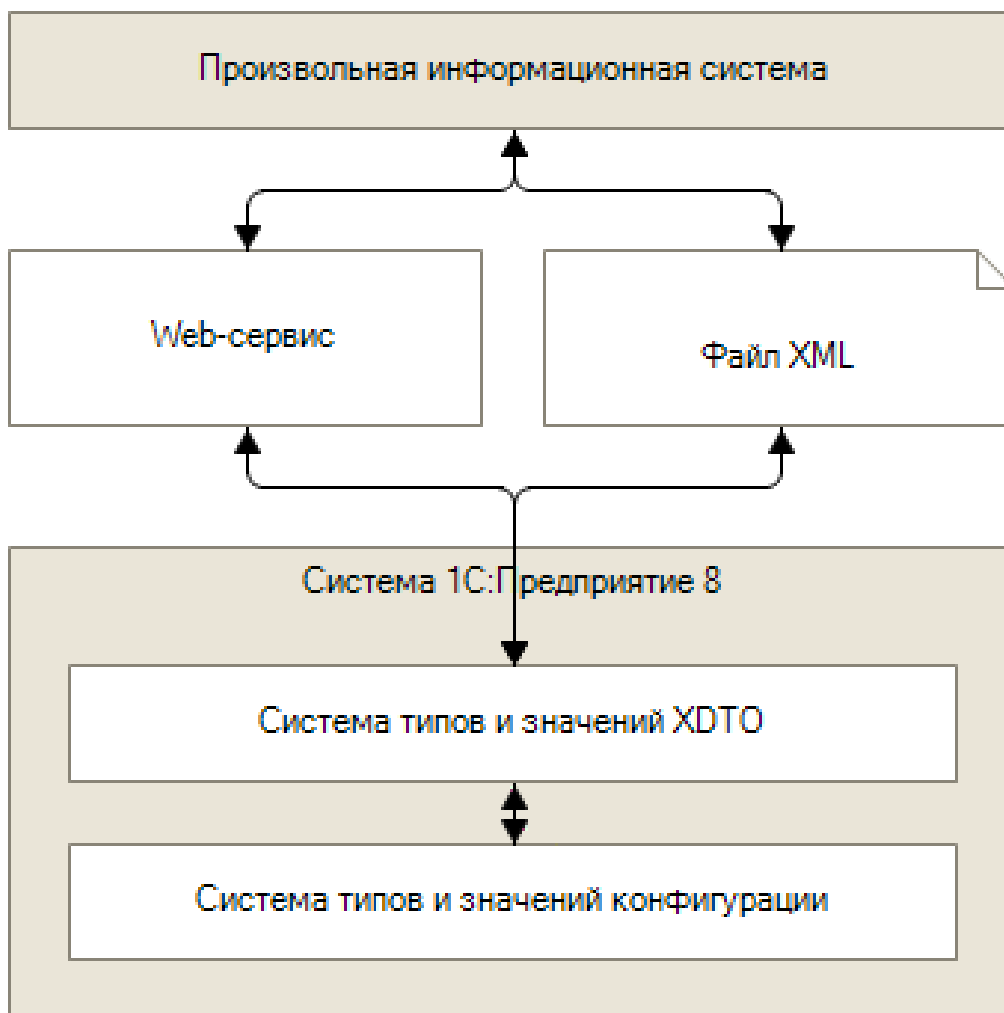 Произвольная информационная система
Web-сервис
Файл XML
Система 1С:Предприятие 8
Система типов и значений XDTO
Система типов и значений конфигурации